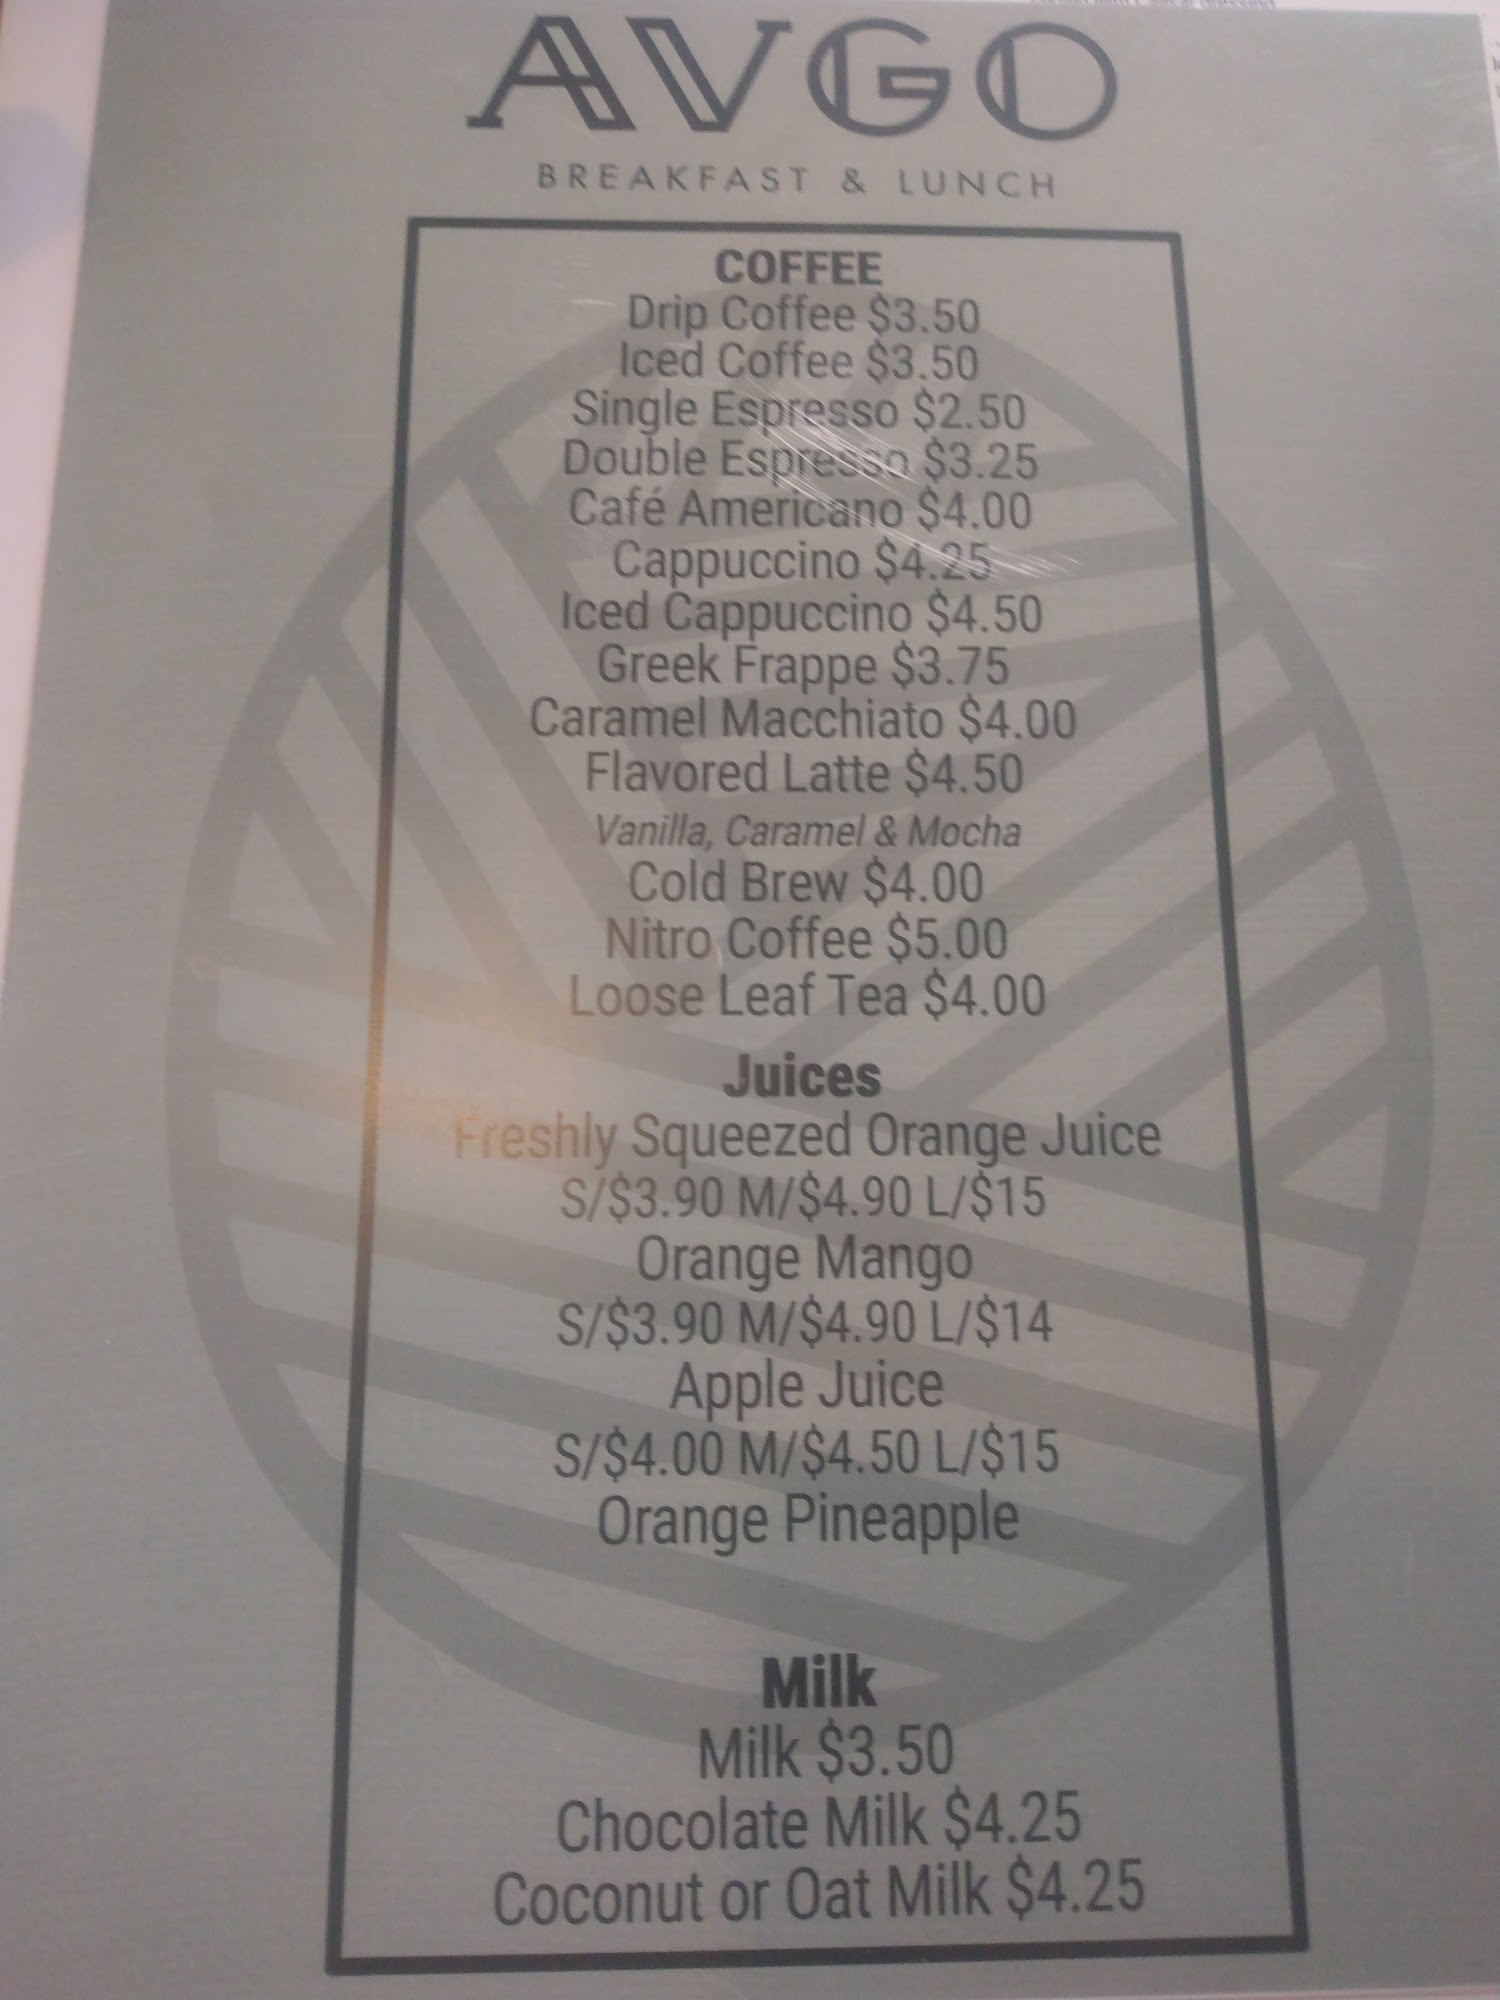 AVGO
BREAKFAST & LUNCH
COFFEE
Drip Coffee $3.50
Iced Coffee $3.50
Single Espresso $2.50
Double Espresso $3.25
Café Americano $4.00
Cappuccino $4.25
Iced Cappuccino $4.50
Greek Frappe $3.75
Caramel Macchiato $4.00
Flavored Latte $4.50
Vanilla, Caramel & Mocha
Cold Brew $4.00
Nitro Coffee $5.00
Loose Leaf Tea $4.00
Juices
Freshly Squeezed Orange Juice
S/$3.90 M/$4.90 L/$15
Orange Mango
S/$3.90 M/$4.90 L/$14
Apple Juice
S/$4.00 M/$4.50 L/$15
Orange Pineapple
Milk
Milk $3.50
Chocolate Milk $4.25
Coconut or Oat Milk $4.25